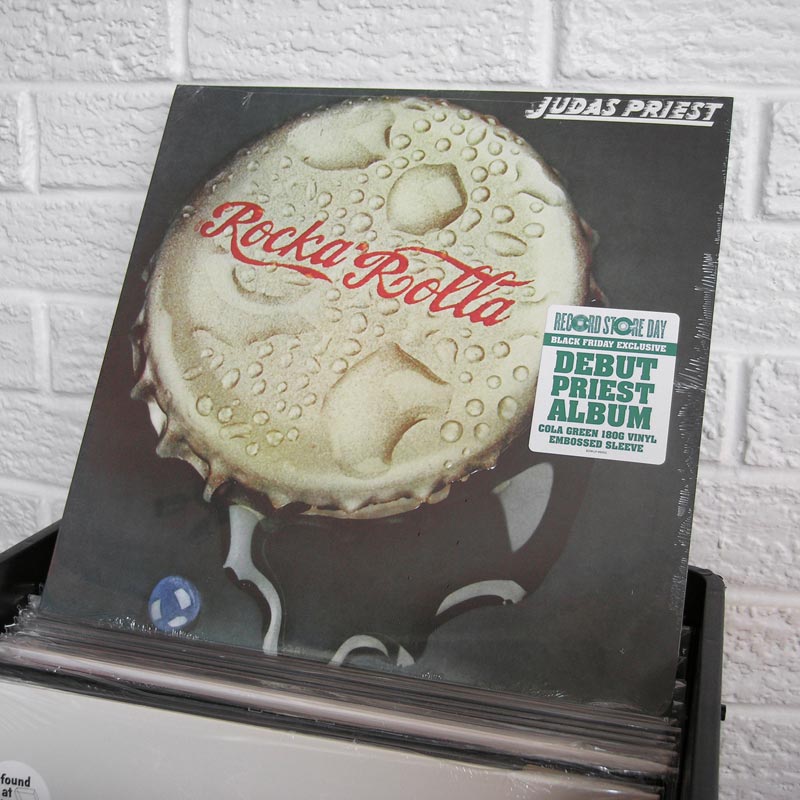 JUDAS PRIEST
Rocka Rolla
RECORD STORE DAY
BLACK FRIDAY EXCLUSIVE
DEBUT
PRIEST
ALBUM
COLA GREEN 180G VINYL
EMBOSSED SLEEVE
found
at